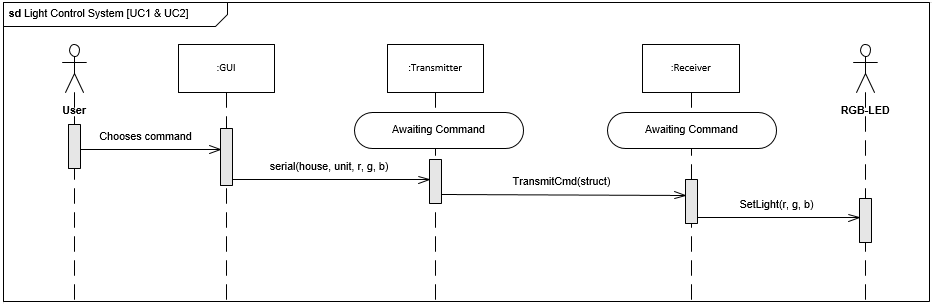 sd Light Control System [UC1 & UC2]
:GUI
:Transmitter
:Receiver
User
RGB-LED
Awaiting Command
Awaiting Command
Chooses command
serial(house, unit, r, g, b)
TransmitCmd(struct)
SetLight(r, g, b)